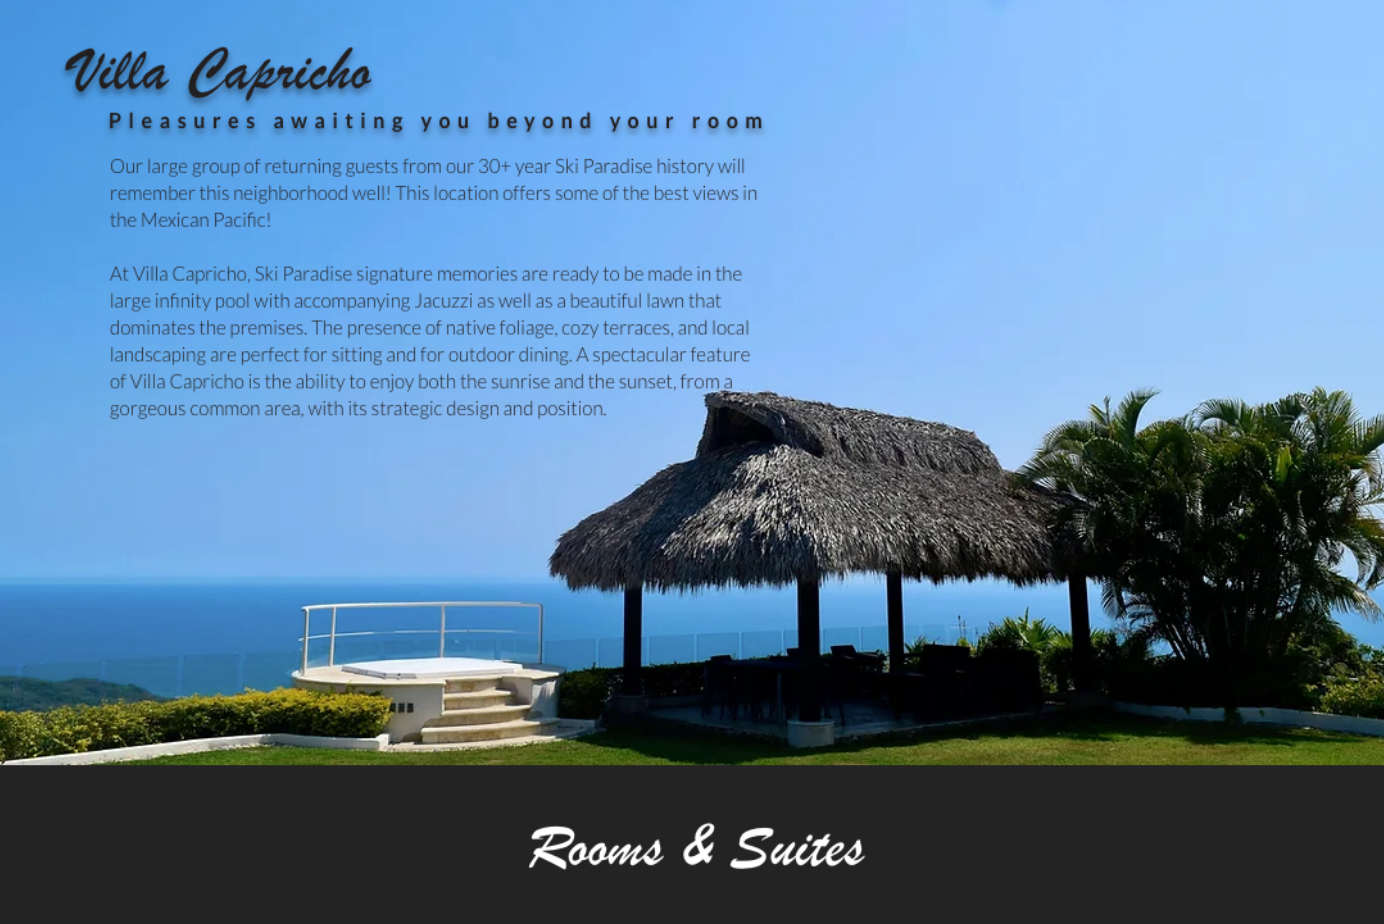 Villa Capricho
Pleasures awaiting you beyond your room
Our large group of returning guests from our 30+ year Ski Paradise history will
remember this neighborhood well! This location offers some of the best views in
the Mexican Pacific!
At Villa Capricho, Ski Paradise signature memories are ready to be made in the
large infinity pool with accompanying Jacuzzi as well as a beautiful lawn that
dominates the premises. The presence of native foliage, cozy terraces, and local
landscaping are perfect for sitting and for outdoor dining. A spectacular feature
of Villa Capricho is the ability to enjoy both the sunrise and the sunset, from a
gorgeous common area, with its strategic design and position.
Rooms & Suites